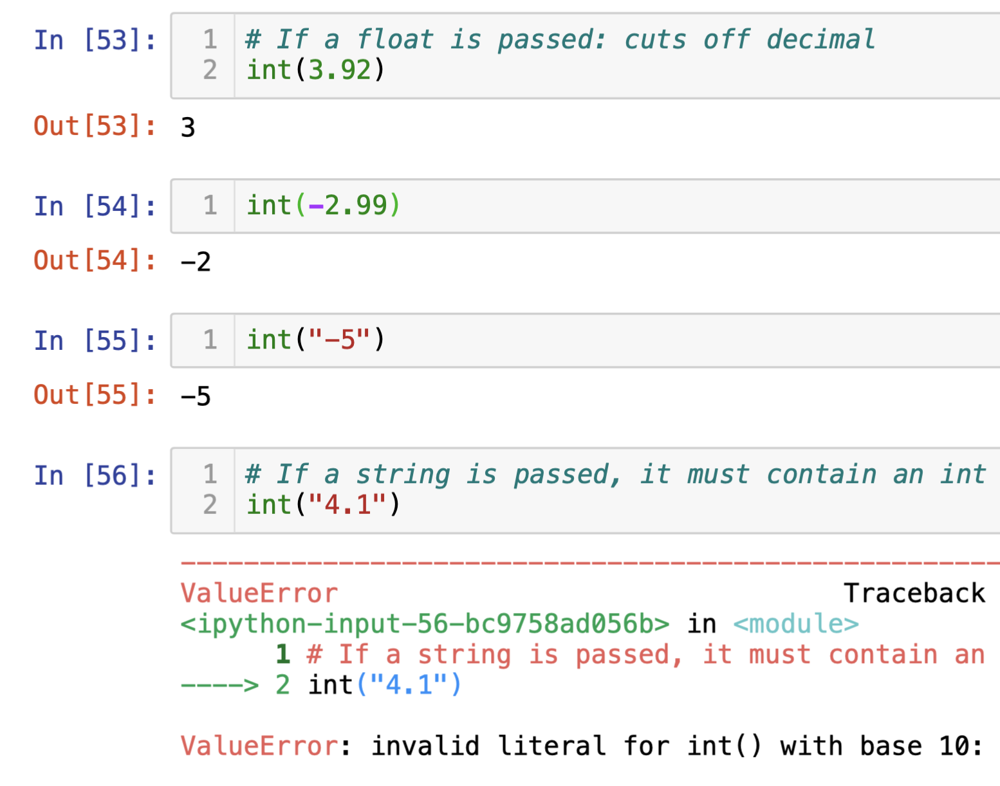 In [53]: 1 # If a float is passed: cuts off decimal
2 int(3.92)
Out[53]: 3
In [54]: 1 int(-2.99)
Out[54]: -2
In [55]: 1 int("-5")
Out[55]: -5
In [56]: 1 # If a string is passed, it must contain an int
2 int("4.1")
---------------------------------------------------
ValueError Traceback
<ipython-input-56-bc9758ad056b> in <module>
1 # If a string is passed, it must contain an
----> 2 int("4.1")
ValueError: invalid literal for int() with base 10: